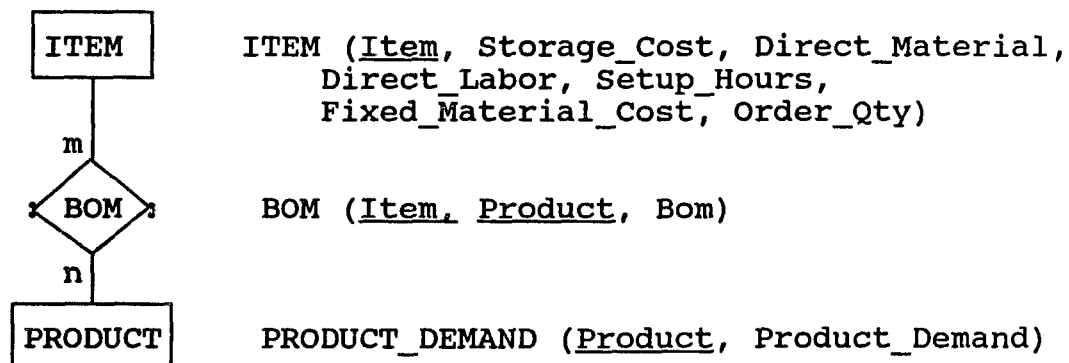 ITEM
ITEM (Item, Storage_Cost, Direct_Material,
Direct_Labor, Setup_Hours,
Fixed_Material_Cost, Order_Qty)
m
BOM
BOM (Item, Product, Bom)
n
PRODUCT
PRODUCT_DEMAND (Product, Product_Demand)